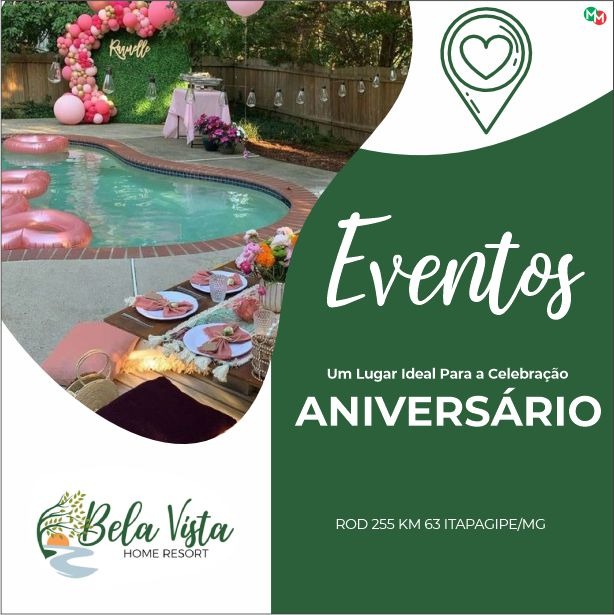 Raquelle
Eventos
Um Lugar Ideal Para a Celebração
ANIVERSÁRIO
Bela Vista
HOME RESORT
ROD 255 KM 63 ITAPAGIPE/MG